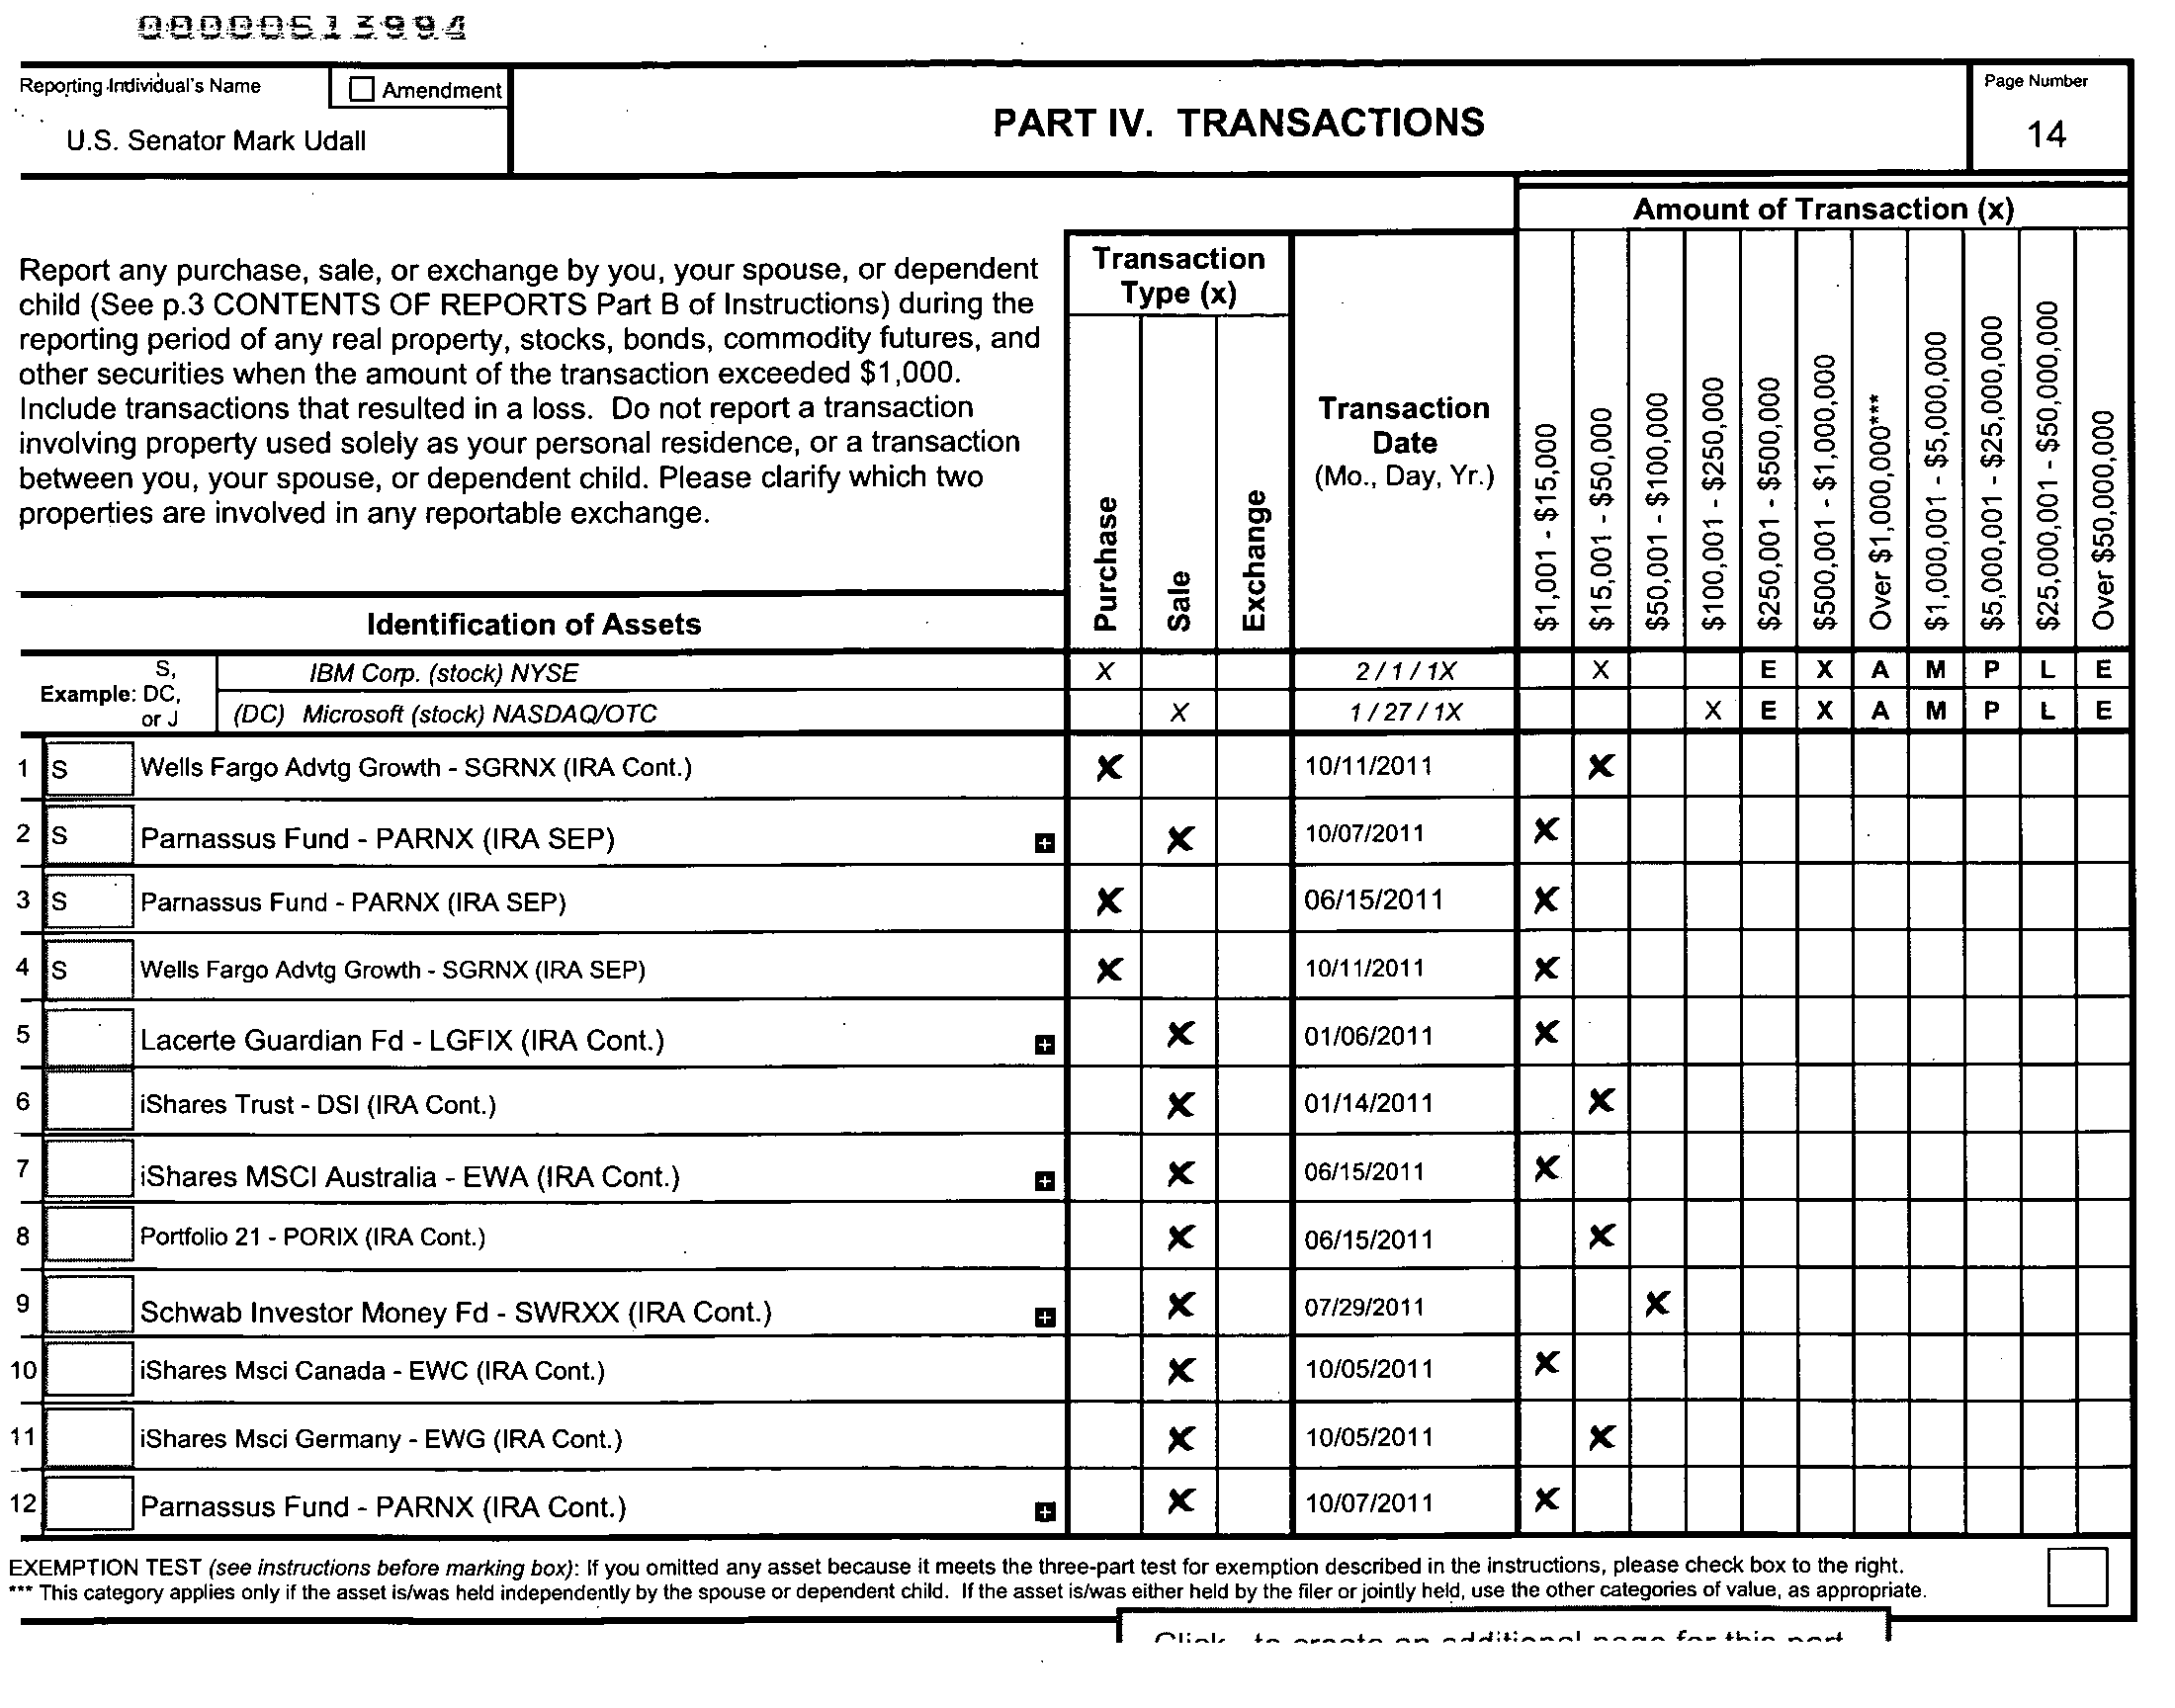 00000613994
Reporting Individual's Name
☐ Amendment
U.S. Senator Mark Udall
PART IV. TRANSACTIONS
Page Number
14
Report any purchase, sale, or exchange by you, your spouse, or dependent
child (See p.3 CONTENTS OF REPORTS Part B of Instructions) during the
reporting period of any real property, stocks, bonds, commodity futures, and
other securities when the amount of the transaction exceeded $1,000.
Include transactions that resulted in a loss. Do not report a transaction
involving property used solely as your personal residence, or a transaction
between you, your spouse, or dependent child. Please clarify which two
properties are involved in any reportable exchange.
Identification of Assets
Transaction
Type (x)
Purchase
Sale
Exchange
Transaction
Date
(Mo., Day, Yr.)
Amount of Transaction (x)
$1,001 - $15,000
$15,001 - $50,000
$50,001 - $100,000
$100,001 - $250,000
$250,001 - $500,000
$500,001 - $1,000,000
Over $1,000,000***
$1,000,001 - $5,000,000
$5,000,001 - $25,000,000
$25,000,001 - $50,000,000
Over $50,000,000
Example: S, DC, or J
IBM Corp. (stock) NYSE X 2 / 1 / 1X X E X A M P L E
(DC) Microsoft (stock) NASDAQ/OTC X 1 / 27 / 1X X E X A M P L E
1 S Wells Fargo Advtg Growth - SGRNX (IRA Cont.) X 10/11/2011 X
2 S Parnassus Fund - PARNX (IRA SEP) + X 10/07/2011 X
3 S Parnassus Fund - PARNX (IRA SEP) X 06/15/2011 X
4 S Wells Fargo Advtg Growth - SGRNX (IRA SEP) X 10/11/2011 X
5 Lacerte Guardian Fd - LGFIX (IRA Cont.) + X 01/06/2011 X
6 iShares Trust - DSI (IRA Cont.) X 01/14/2011 X
7 iShares MSCI Australia - EWA (IRA Cont.) + X 06/15/2011 X
8 Portfolio 21 - PORIX (IRA Cont.) X 06/15/2011 X
9 Schwab Investor Money Fd - SWRXX (IRA Cont.) + X 07/29/2011 X
10 iShares Msci Canada - EWC (IRA Cont.) X 10/05/2011 X
11 iShares Msci Germany - EWG (IRA Cont.) X 10/05/2011 X
12 Parnassus Fund - PARNX (IRA Cont.) + X 10/07/2011 X
EXEMPTION TEST (see instructions before marking box): If you omitted any asset because it meets the three-part test for exemption described in the instructions, please check box to the right.
*** This category applies only if the asset is/was held independently by the spouse or dependent child. If the asset is/was either held by the filer or jointly held, use the other categories of value, as appropriate.
Click to create an additional page for this part